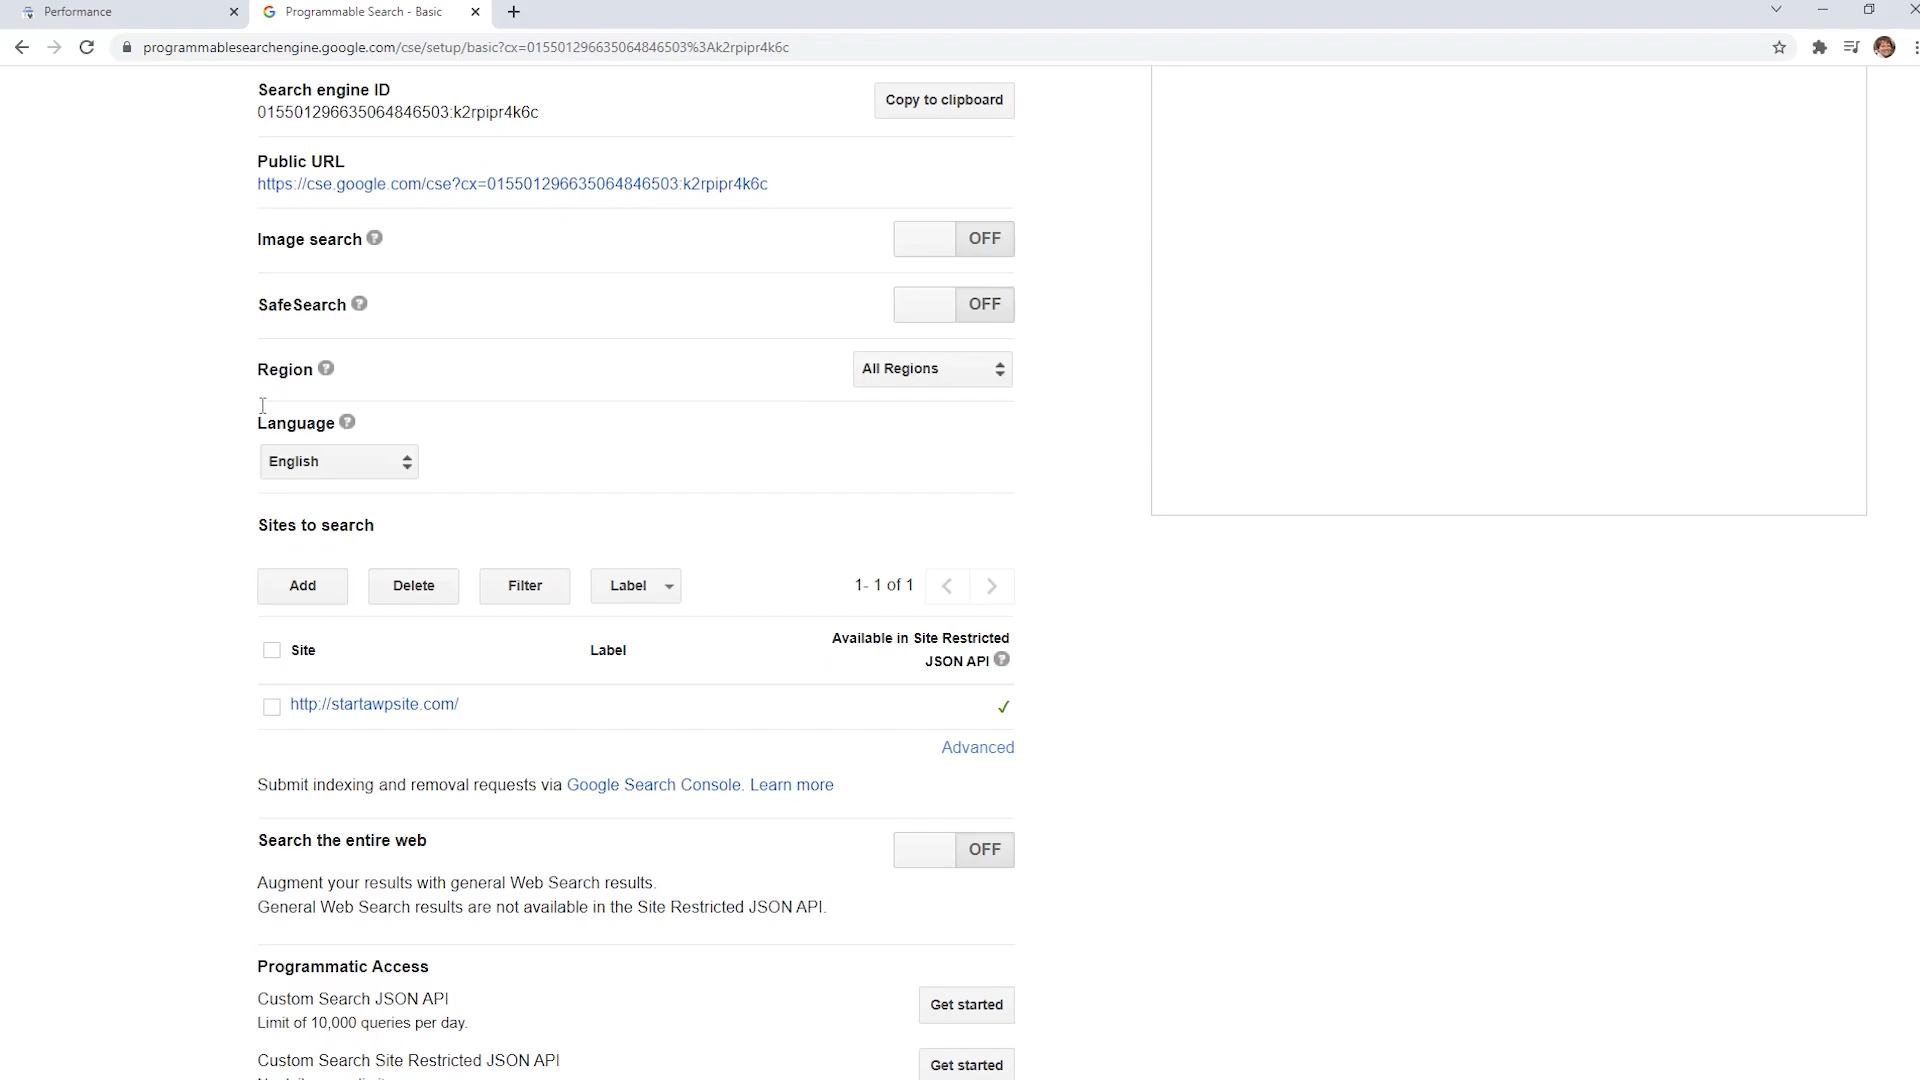 Performance
Programmable Search - Basic
programmablesearchengine.google.com/cse/setup/basic?cx=015501296635064846503%3Ak2rpipr4k6c
Search engine ID
015501296635064846503:k2rpipr4k6c
Copy to clipboard
Public URL
https://cse.google.com/cse?cx=015501296635064846503:k2rpipr4k6c
Image search
OFF
SafeSearch
OFF
Region
All Regions
Language
English
Sites to search
Add
Delete
Filter
Label
1- 1 of 1
Site
Label
Available in Site Restricted
JSON API
http://startawpsite.com/
Advanced
Submit indexing and removal requests via Google Search Console. Learn more
Search the entire web
OFF
Augment your results with general Web Search results.
General Web Search results are not available in the Site Restricted JSON API.
Programmatic Access
Custom Search JSON API
Get started
Limit of 10,000 queries per day.
Custom Search Site Restricted JSON API
Get started